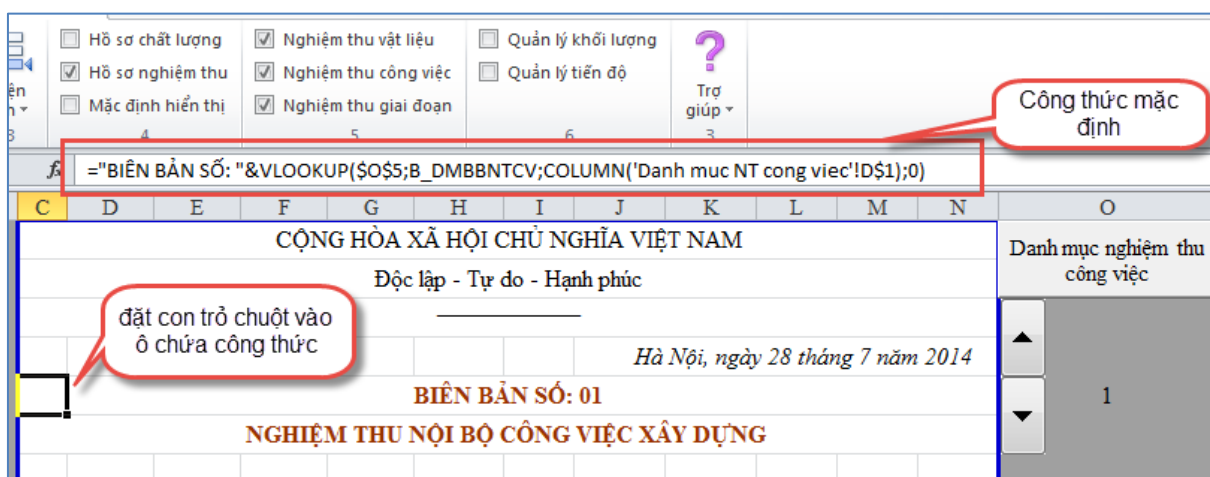 Hồ sơ chất lượng
Nghiệm thu vật liệu
Quản lý khối lượng
Hồ sơ nghiệm thu
Nghiệm thu công việc
Quản lý tiến độ
ện
Mặc định hiển thị
Nghiệm thu giai đoạn
Trợ
giúp
3 4 5 6 3
Công thức mặc
định
fx ="BIÊN BẢN SỐ: "&VLOOKUP($O$5;B_DMBBNTCV;COLUMN('Danh muc NT cong viec'!D$1);0)
C D E F G H I J K L M N O
CỘNG HÒA XÃ HỘI CHỦ NGHĨA VIỆT NAM
Danh mục nghiệm thu
công việc
Độc lập - Tự do - Hạnh phúc
đặt con trỏ chuột vào
ô chứa công thức
Hà Nội, ngày 28 tháng 7 năm 2014
BIÊN BẢN SỐ: 01
1
NGHIỆM THU NỘI BỘ CÔNG VIỆC XÂY DỰNG